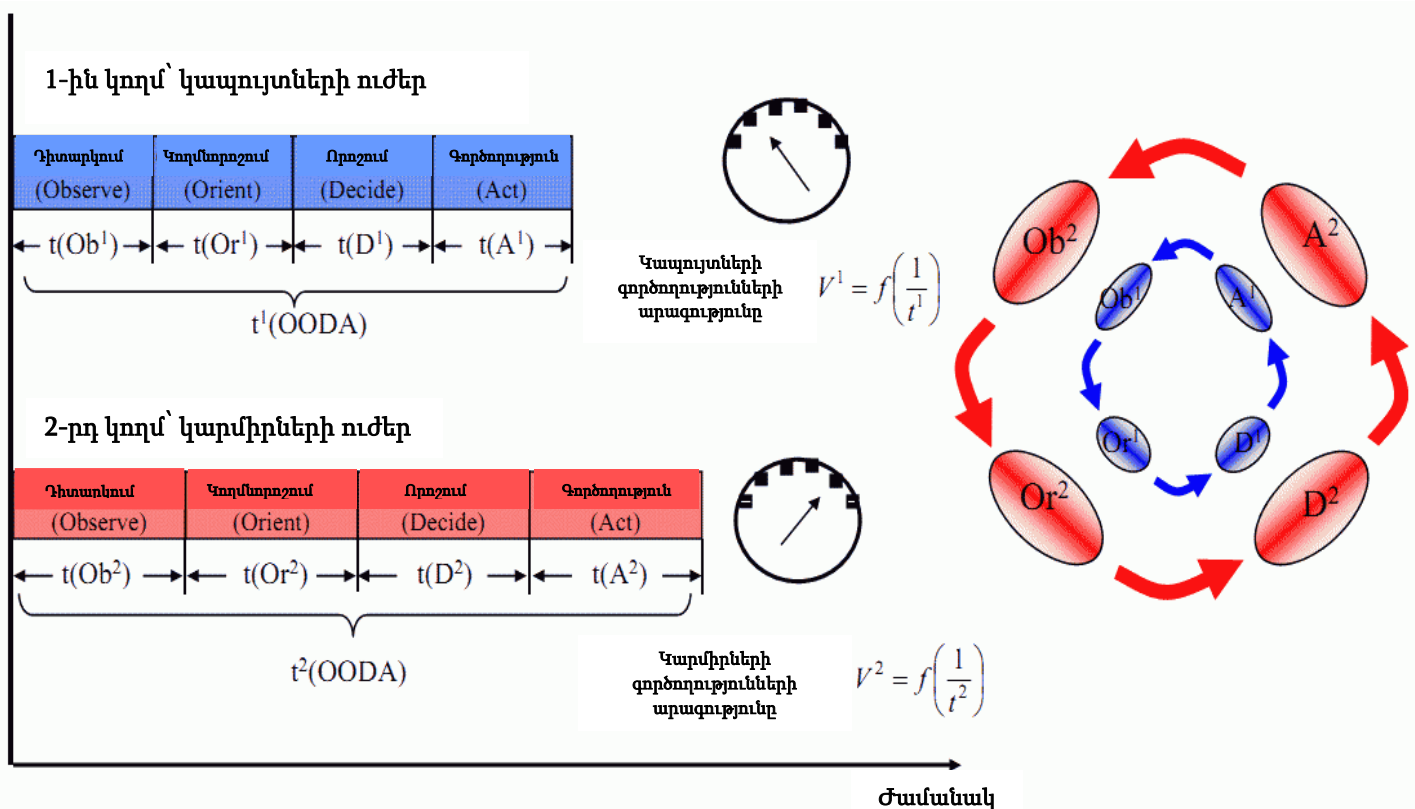 1-ին կողմ՝ կապույտների ուժեր
Դիտարկում Կողմնորոշում Որոշում Գործողություն
(Observe) (Orient) (Decide) (Act)
t(Ob¹) t(Or¹) t(D¹) t(A¹)
t¹(OODA)
Կապույտների
գործողությունների
արագությունը
V¹ = f(1/t¹)
2-րդ կողմ՝ կարմիրների ուժեր
Դիտարկում Կողմնորոշում Որոշում Գործողություն
(Observe) (Orient) (Decide) (Act)
t(Ob²) t(Or²) t(D²) t(A²)
t²(OODA)
Կարմիրների
գործողությունների
արագությունը
V² = f(1/t²)
Ob² A²
Ob¹ A¹
Or¹ D¹
Or² D²
Ժամանակ